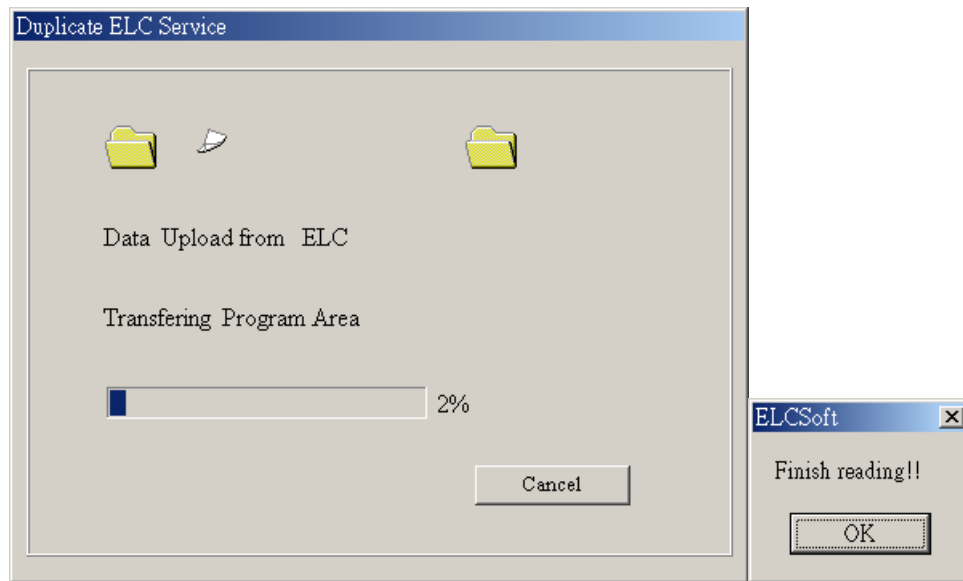 Duplicate ELC Service
Data Upload from ELC
Transfering Program Area
2%
Cancel
ELCSoft
Finish reading!!
OK